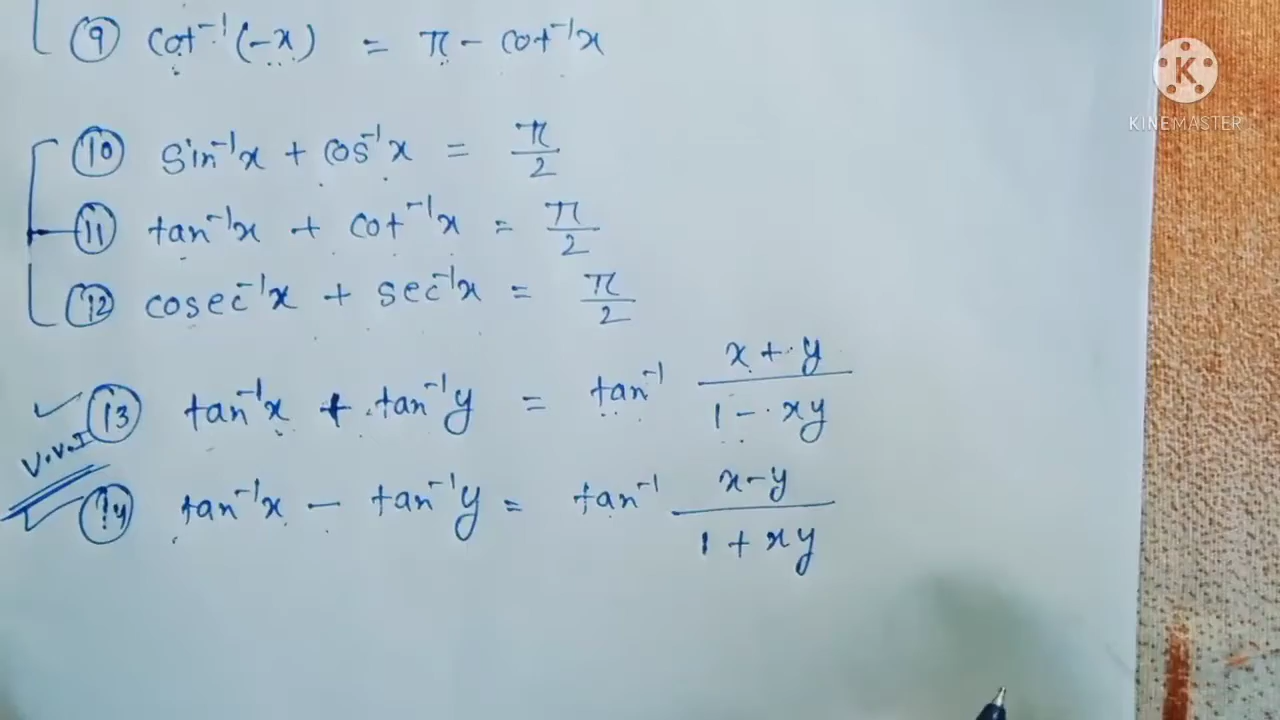 ⑨ cot⁻¹(-x) = π - cot⁻¹x
K
KINEMASTER
⑩ sin⁻¹x + cos⁻¹x = π/2
⑪ tan⁻¹x + cot⁻¹x = π/2
⑫ cosec⁻¹x + sec⁻¹x = π/2
✓ ⑬ tan⁻¹x + tan⁻¹y = tan⁻¹ (x + y)/(1 - xy)
V.V.I
⑭ tan⁻¹x - tan⁻¹y = tan⁻¹ (x - y)/(1 + xy)